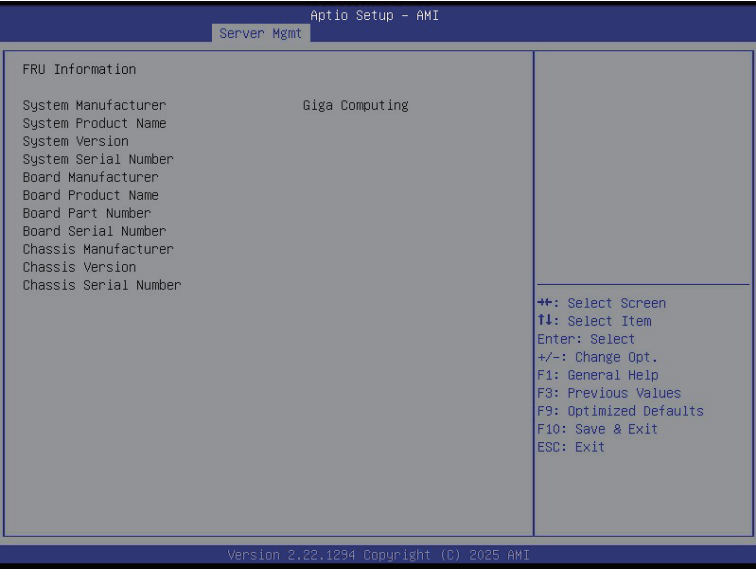 Aptio Setup – AMI
Server Mgmt
FRU Information
System Manufacturer Giga Computing
System Product Name
System Version
System Serial Number
Board Manufacturer
Board Product Name
Board Part Number
Board Serial Number
Chassis Manufacturer
Chassis Version
Chassis Serial Number
→←: Select Screen
↑↓: Select Item
Enter: Select
+/-: Change Opt.
F1: General Help
F3: Previous Values
F9: Optimized Defaults
F10: Save & Exit
ESC: Exit
Version 2.22.1294 Copyright (C) 2025 AMI